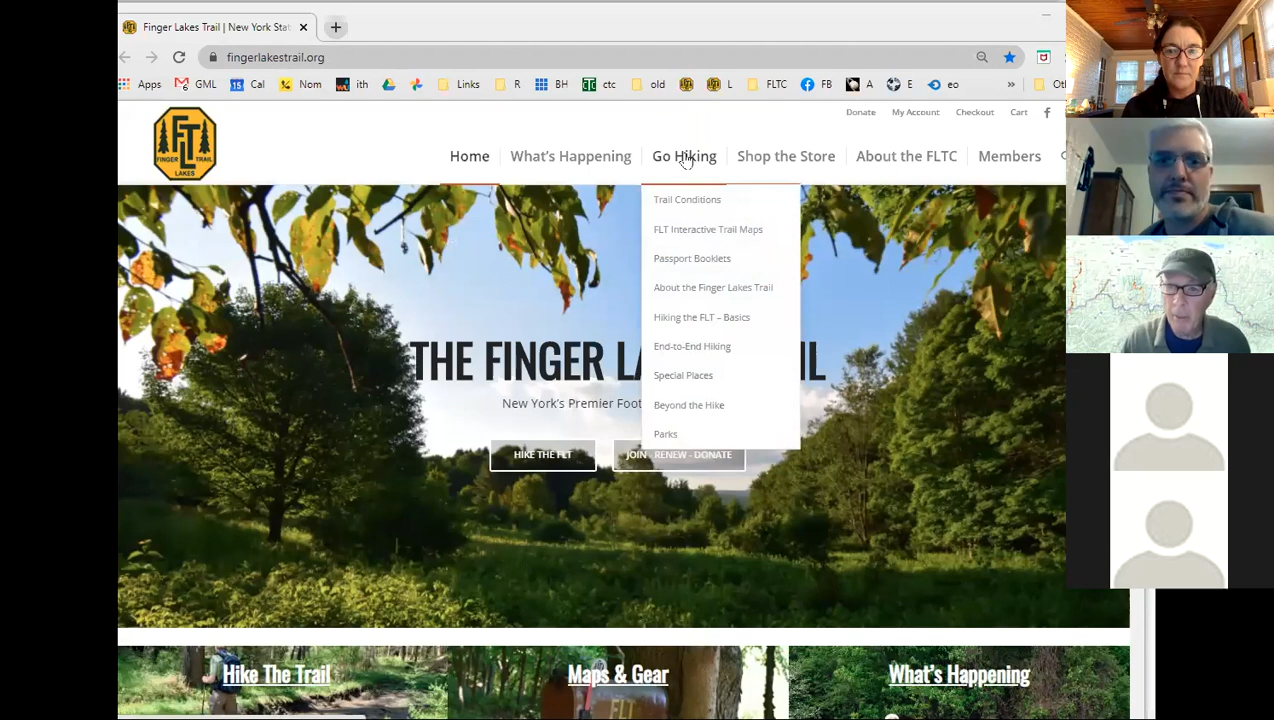 Finger Lakes Trail | New York Stat
fingerlakestrail.org
Apps GML 15 Cal Nom ith Links R BH ctc old L FLTC FB A E eo »
Donate My Account Checkout Cart
FLT
FINGER TRAIL
LAKES
Home What's Happening Go Hiking Shop the Store About the FLTC Members
Trail Conditions
FLT Interactive Trail Maps
Passport Booklets
About the Finger Lakes Trail
Hiking the FLT – Basics
End-to-End Hiking
Special Places
Beyond the Hike
Parks
THE FINGER LA IL
New York's Premier Foot
HIKE THE FLT JOIN - RENEW - DONATE
Hike The Trail Maps & Gear What's Happening
FLT